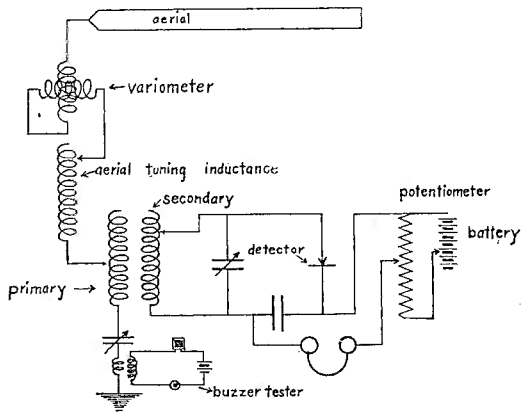 aerial
variometer
aerial tuning inductance
secondary
potentiometer
battery
detector
primary
buzzer tester